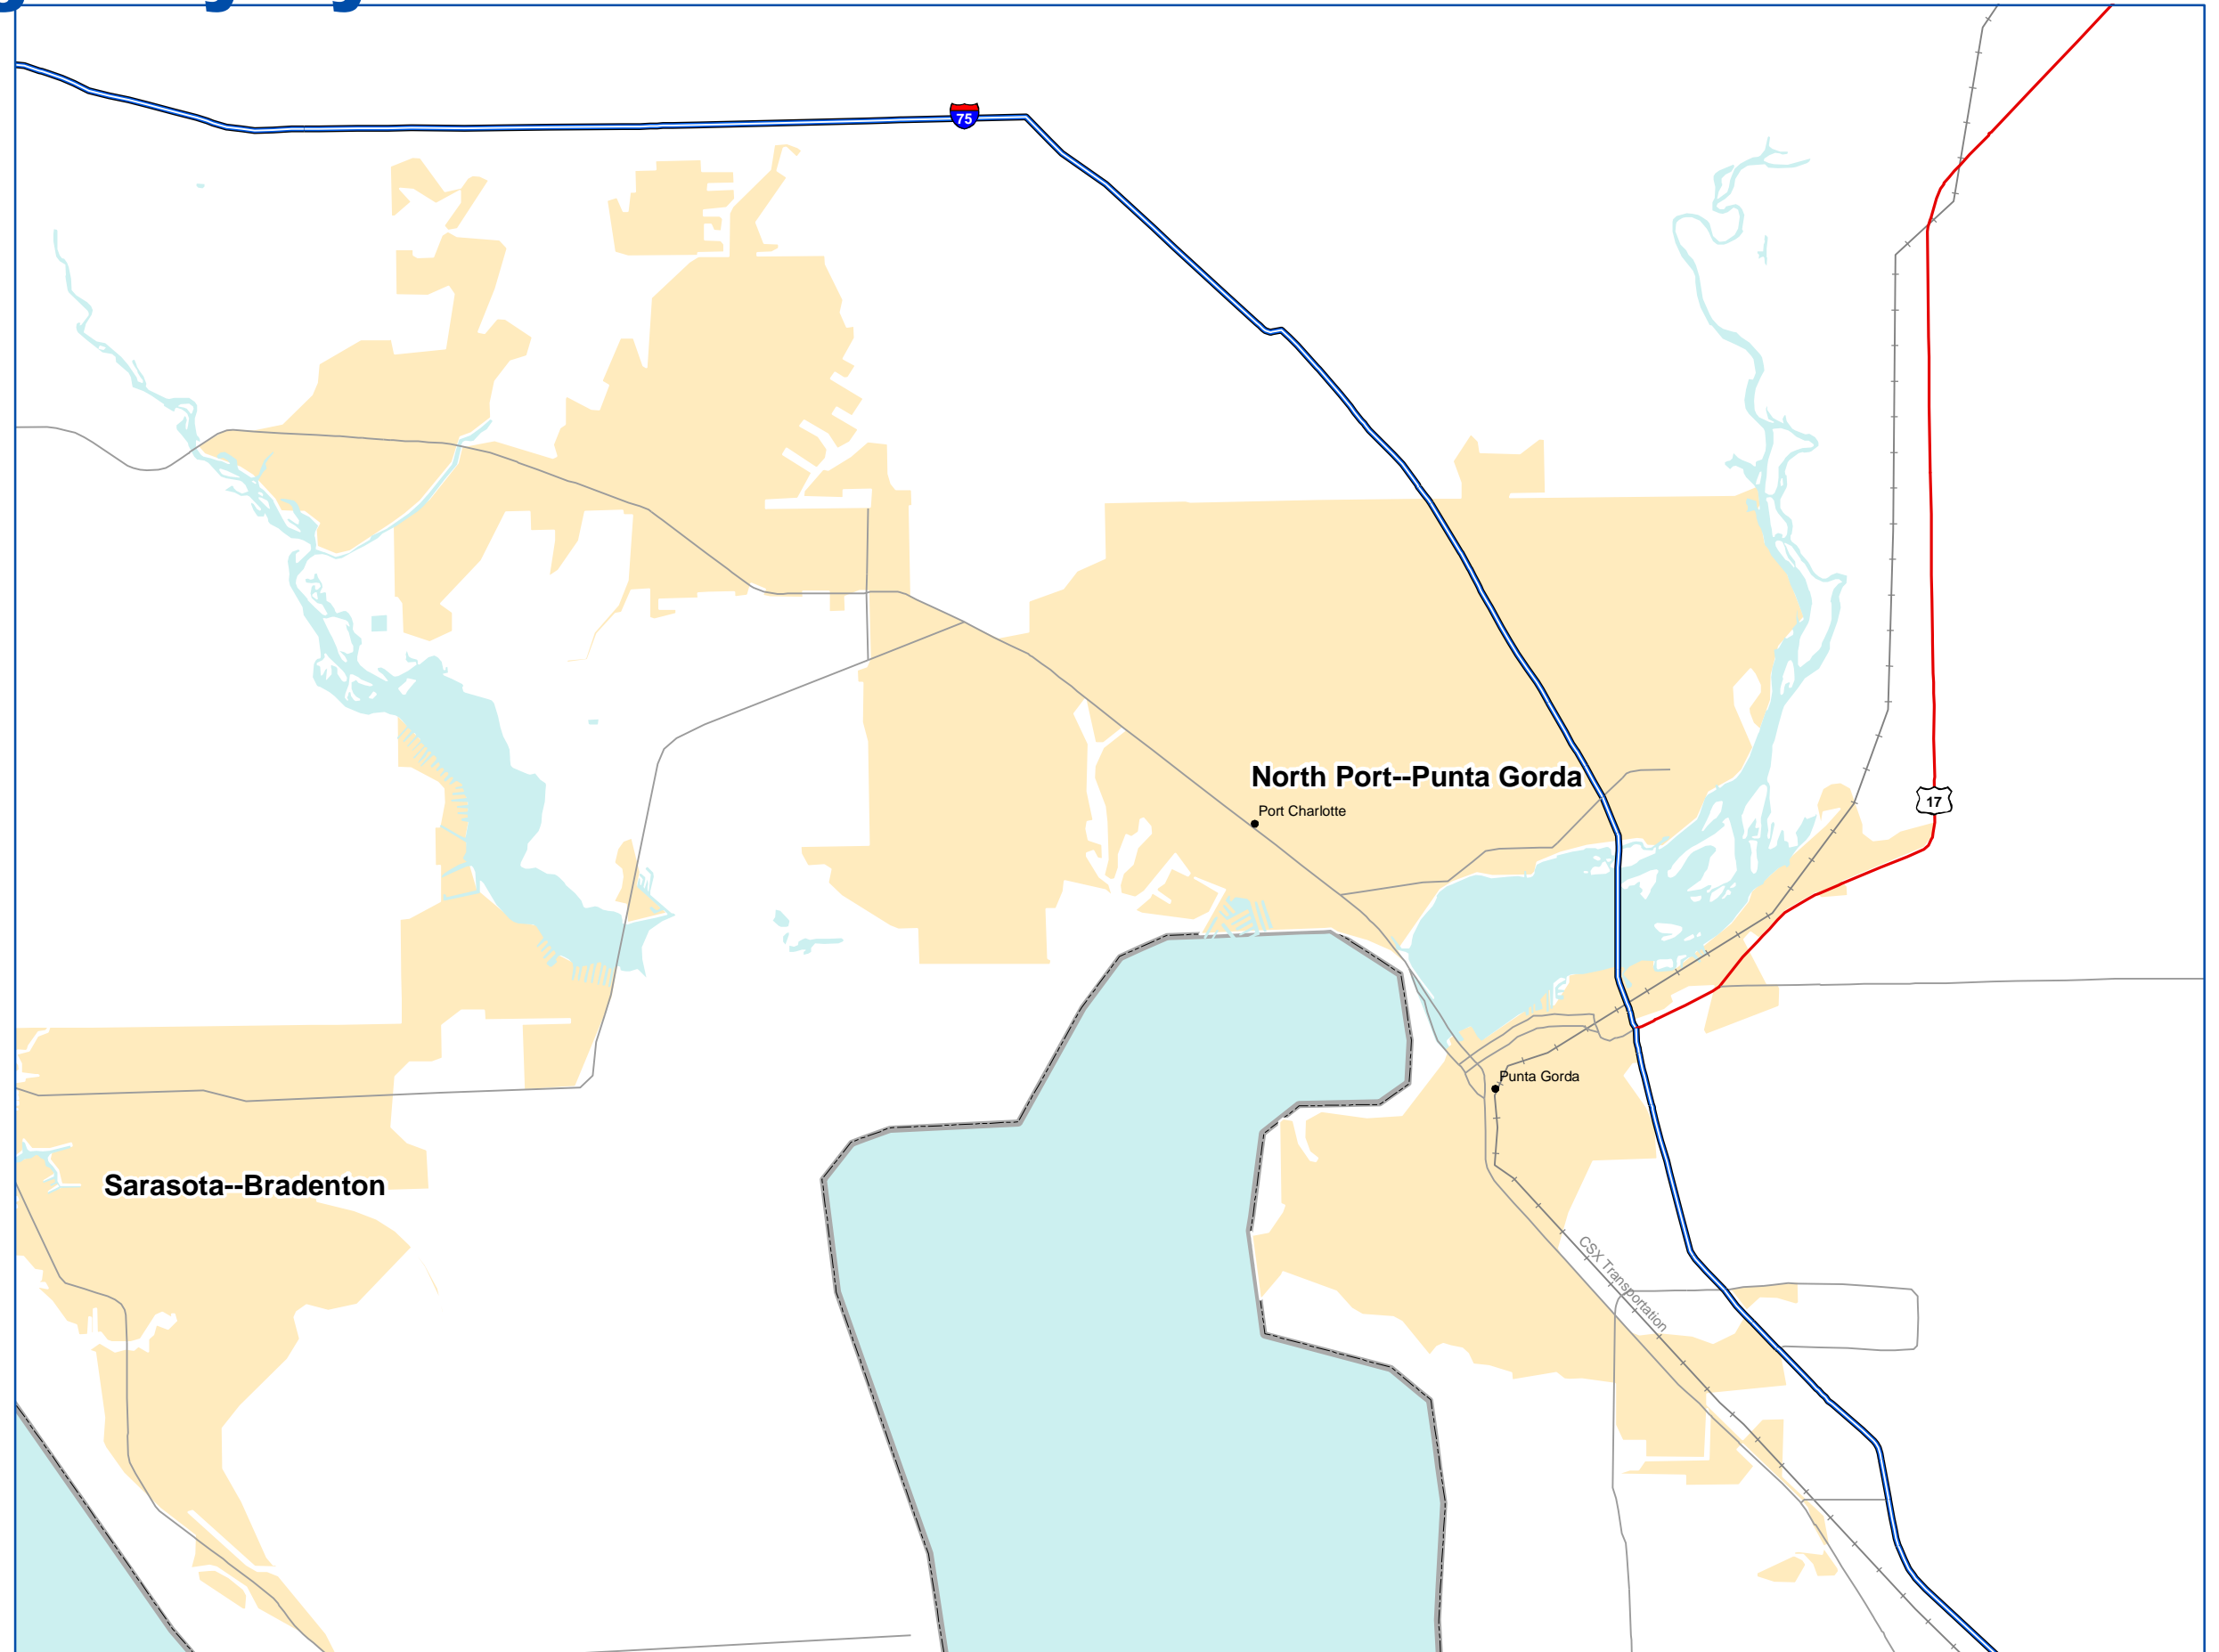 75
North Port--Punta Gorda
Port Charlotte
17
Punta Gorda
Sarasota--Bradenton
CSX Transportation